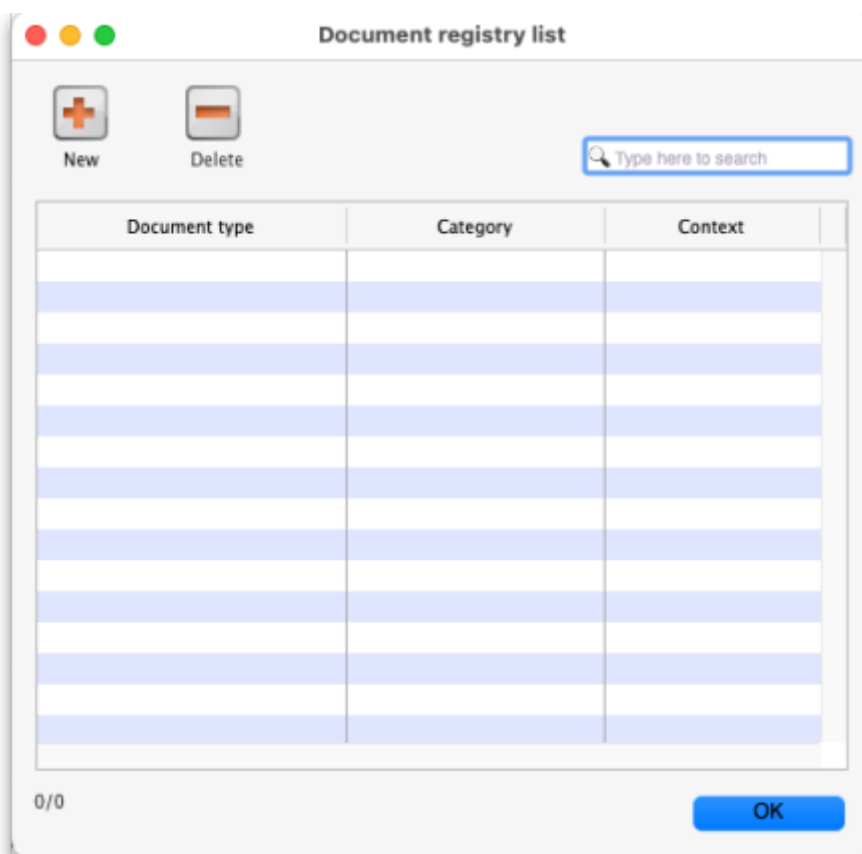 Document registry list
New Delete
Type here to search
Document type Category Context
0/0
OK